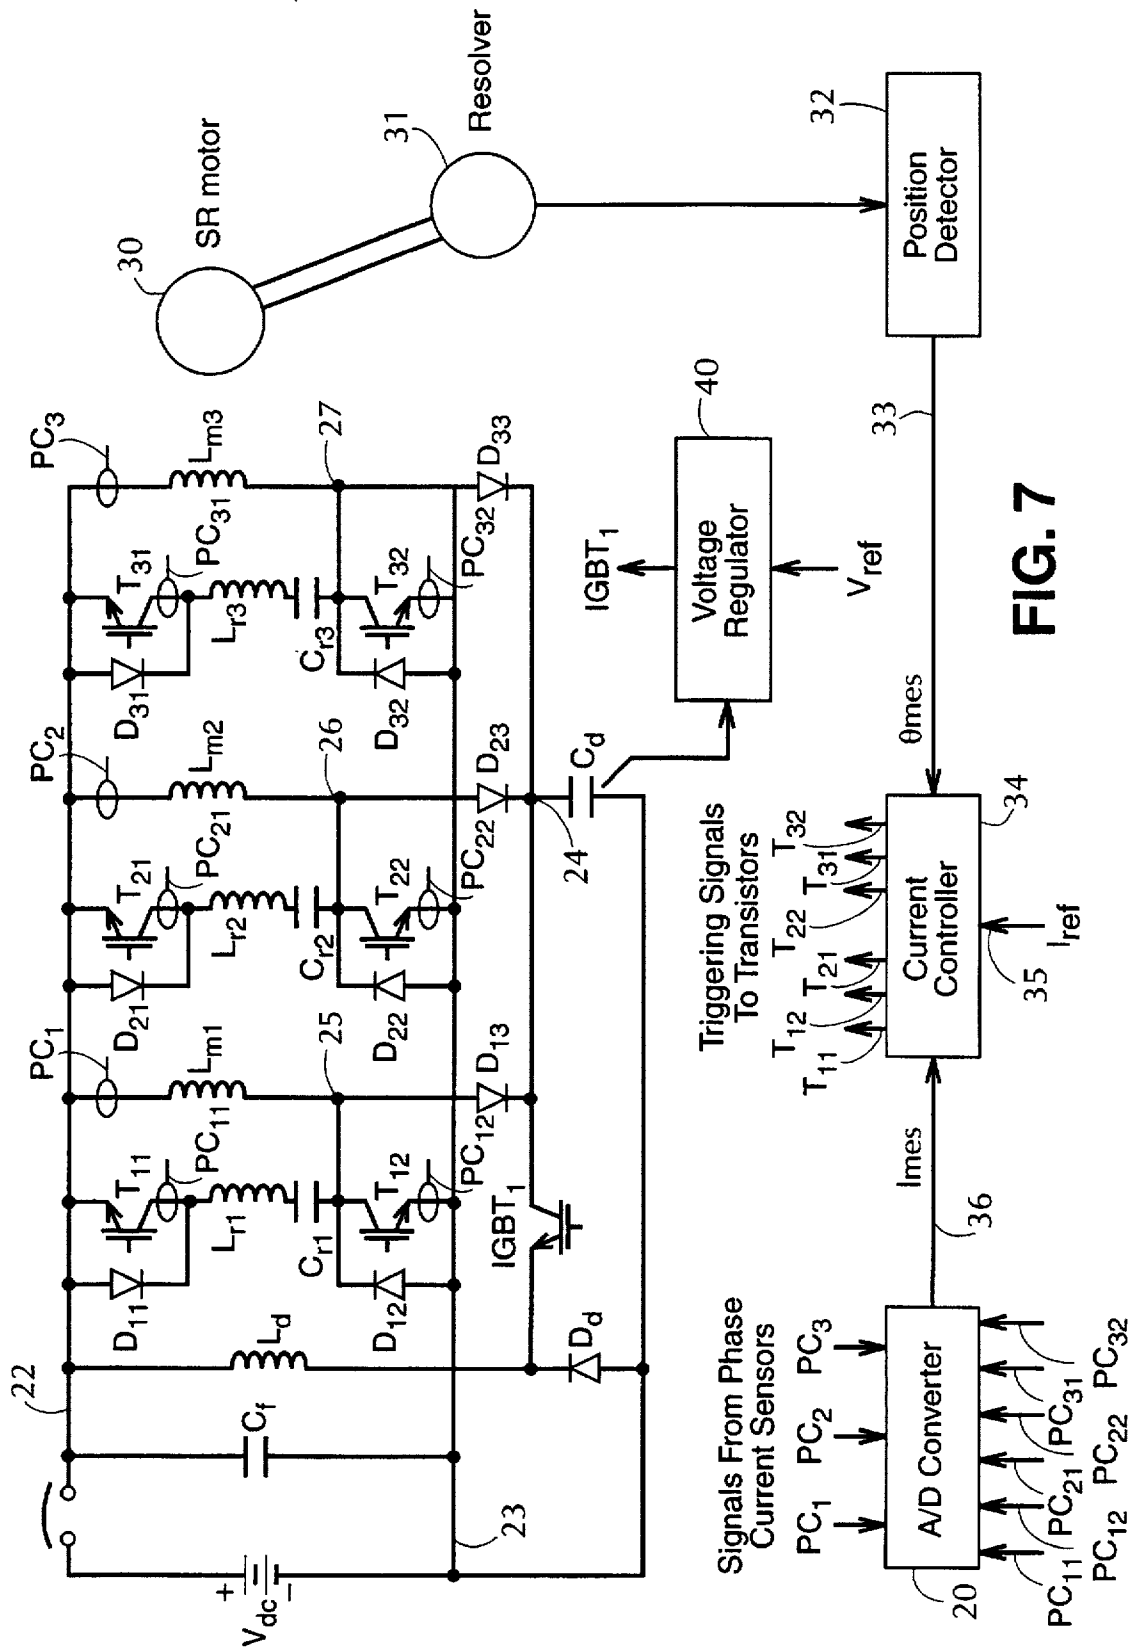 22
PC1
PC2
PC3
Vdc
+
−
Cf
Ld
D11
T11
PC11
Lm1
Lr1
Cr1
25
D12
T12
PC12
D13
D21
T21
PC21
Lm2
Lr2
Cr2
26
D22
T22
PC22
D23
D31
T31
PC31
Lm3
Lr3
Cr3
27
D32
T32
PC32
D33
23
IGBT1
Dd
24
Cd
30
SR motor
31
Resolver
IGBT1
40
Voltage
Regulator
Vref
32
Position
Detector
33
θmes
Signals From Phase
Current Sensors
PC1
PC2
PC3
A/D Converter
20
PC11
PC12
PC21
PC22
PC31
PC32
Imes
36
Triggering Signals
To Transistors
T11
T12
T21
T22
T31
T32
Current
Controller
34
35
Iref
FIG. 7